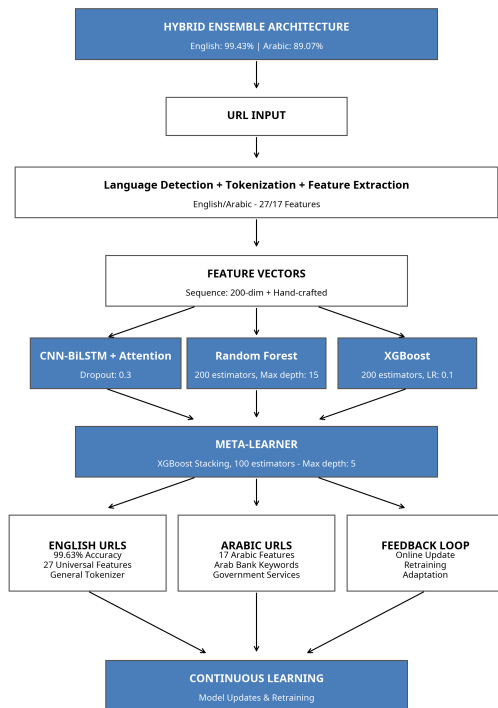 HYBRID ENSEMBLE ARCHITECTURE
English: 99.43% | Arabic: 89.07%
URL INPUT
Language Detection + Tokenization + Feature Extraction
English/Arabic - 27/17 Features
FEATURE VECTORS
Sequence: 200-dim + Hand-crafted
CNN-BiLSTM + Attention
Dropout: 0.3
Random Forest
200 estimators, Max depth: 15
XGBoost
200 estimators, LR: 0.1
META-LEARNER
XGBoost Stacking, 100 estimators - Max depth: 5
ENGLISH URLS
99.63% Accuracy
27 Universal Features
General Tokenizer
ARABIC URLS
17 Arabic Features
Arab Bank Keywords
Government Services
FEEDBACK LOOP
Online Update
Retraining
Adaptation
CONTINUOUS LEARNING
Model Updates & Retraining